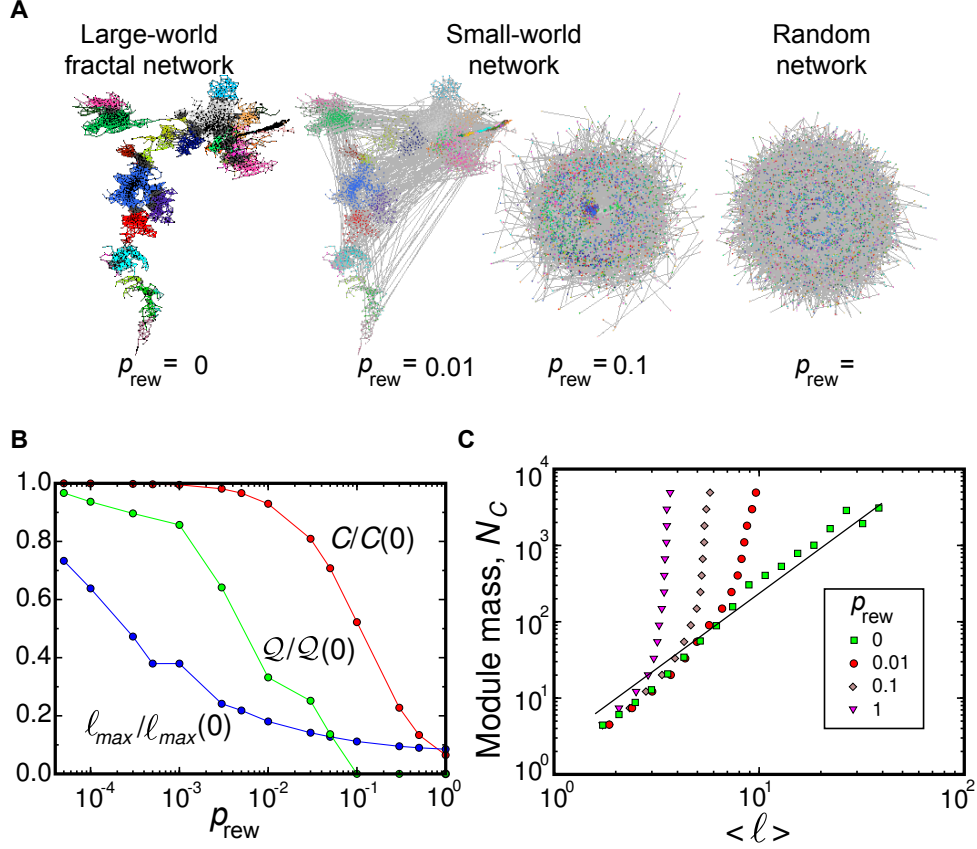 A
Large-world
fractal network
Small-world
network
Random
network
p_rew = 0
p_rew = 0.01
p_rew = 0.1
p_rew =
B
1.0
0.8
0.6
0.4
0.2
0.0
C/C(0)
Q/Q(0)
ℓ_max/ℓ_max(0)
10^-4
10^-3
10^-2
10^-1
10^0
p_rew
C
Module mass, N_C
10^4
10^3
10^2
10^1
10^0
p_rew
0
0.01
0.1
1
10^0
10^1
10^2
< ℓ >